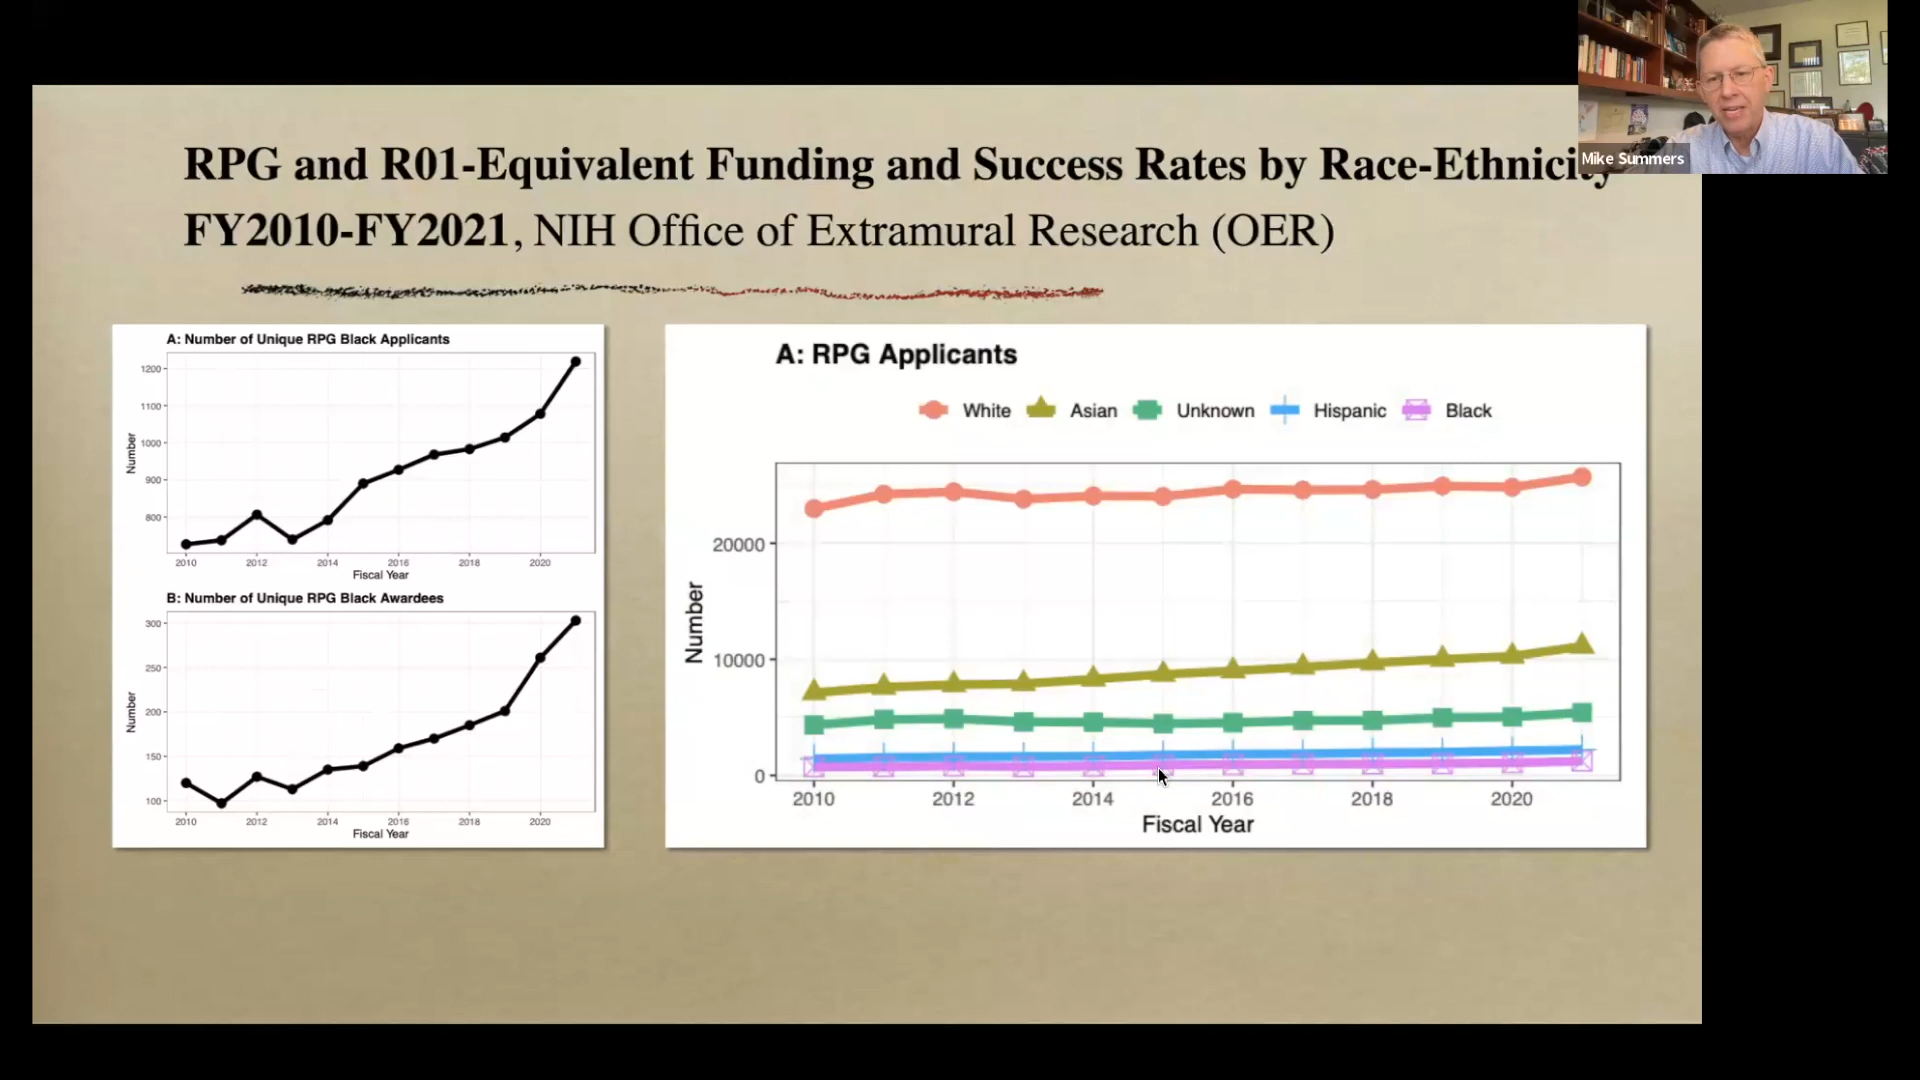 Mike Summers
RPG and R01-Equivalent Funding and Success Rates by Race-Ethnicity
FY2010-FY2021, NIH Office of Extramural Research (OER)
A: Number of Unique RPG Black Applicants
1200
1100
1000
900
800
Number
2010 2012 2014 2016 2018 2020
Fiscal Year
B: Number of Unique RPG Black Awardees
300
250
200
150
100
Number
2010 2012 2014 2016 2018 2020
Fiscal Year
A: RPG Applicants
White Asian Unknown Hispanic Black
20000
10000
0
Number
2010 2012 2014 2016 2018 2020
Fiscal Year